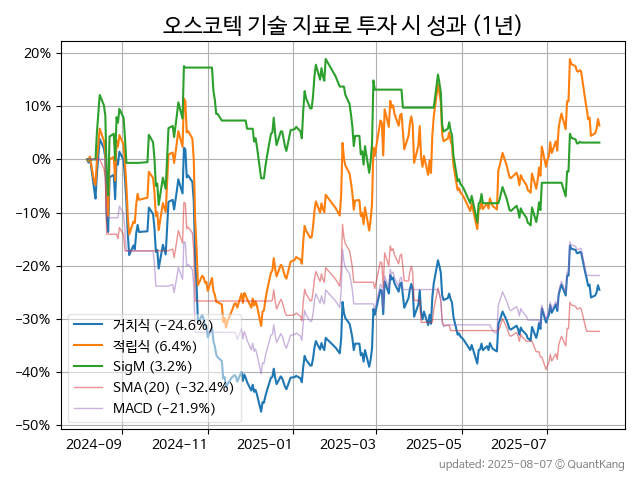 오스코텍 기술 지표로 투자 시 성과 (1년)
20%
10%
0%
−10%
−20%
−30%
−40%
−50%
거치식 (−24.6%)
적립식 (6.4%)
SigM (3.2%)
SMA(20) (−32.4%)
MACD (−21.9%)
2024-09 2024-11 2025-01 2025-03 2025-05 2025-07
updated: 2025-08-07 © QuantKang